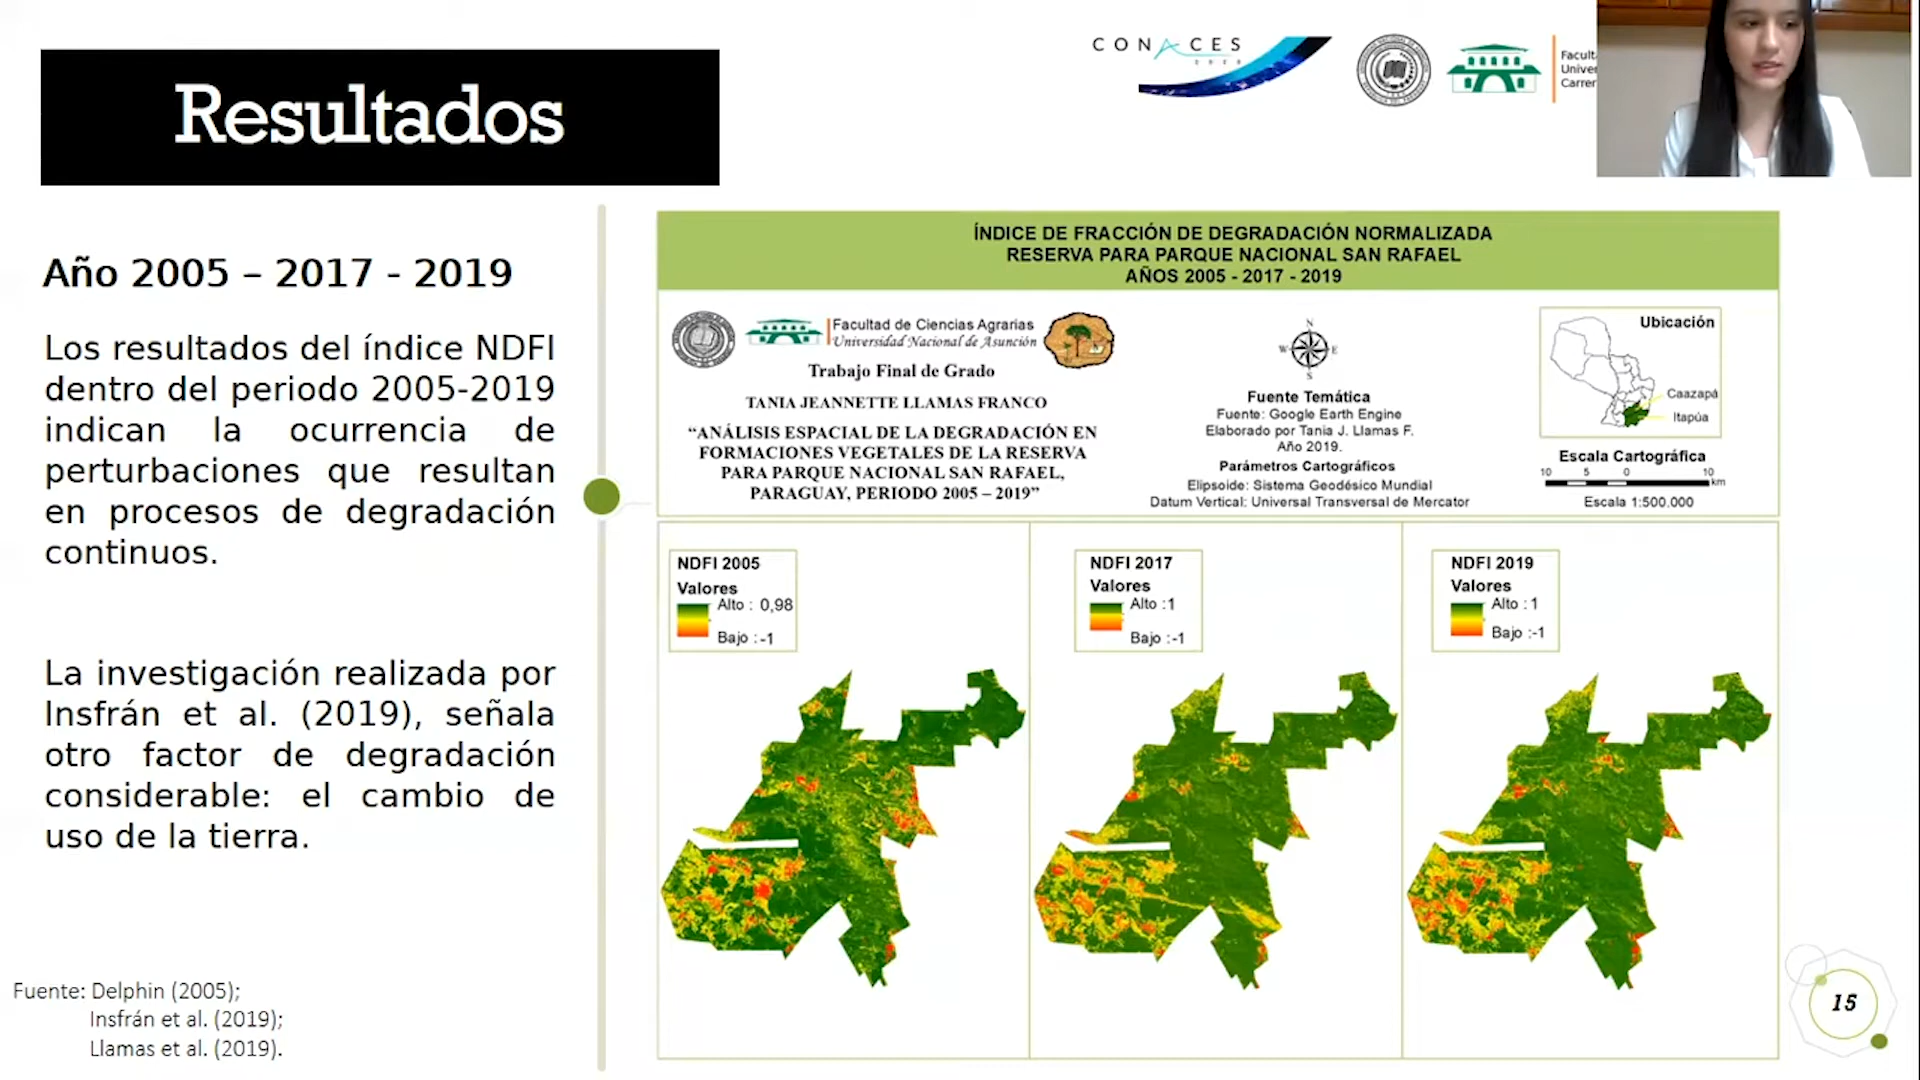 CONACES
Resultados
Facult
Univer
Carrer
Año 2005 – 2017 - 2019
Los resultados del índice NDFI
dentro del periodo 2005-2019
indican la ocurrencia de
perturbaciones que resultan
en procesos de degradación
continuos.
La investigación realizada por
Insfrán et al. (2019), señala
otro factor de degradación
considerable: el cambio de
uso de la tierra.
Fuente: Delphin (2005);
Insfrán et al. (2019);
Llamas et al. (2019).
ÍNDICE DE FRACCIÓN DE DEGRADACIÓN NORMALIZADA
RESERVA PARA PARQUE NACIONAL SAN RAFAEL
AÑOS 2005 - 2017 - 2019
Facultad de Ciencias Agrarias
Universidad Nacional de Asunción
Trabajo Final de Grado
TANIA JEANNETTE LLAMAS FRANCO
“ANÁLISIS ESPACIAL DE LA DEGRADACIÓN EN
FORMACIONES VEGETALES DE LA RESERVA
PARA PARQUE NACIONAL SAN RAFAEL,
PARAGUAY, PERIODO 2005 – 2019”
N
W E
S
Fuente Temática
Fuente: Google Earth Engine
Elaborado por Tania J. Llamas F.
Año 2019.
Parámetros Cartográficos
Elipsoide: Sistema Geodésico Mundial
Datum Vertical: Universal Transversal de Mercator
Ubicación
Caazapá
Itapúa
Escala Cartográfica
10 5 0 10
km
Escala 1:500.000
NDFI 2005
Valores
Alto : 0,98
Bajo :-1
NDFI 2017
Valores
Alto :1
Bajo :-1
NDFI 2019
Valores
Alto :1
Bajo :-1
15